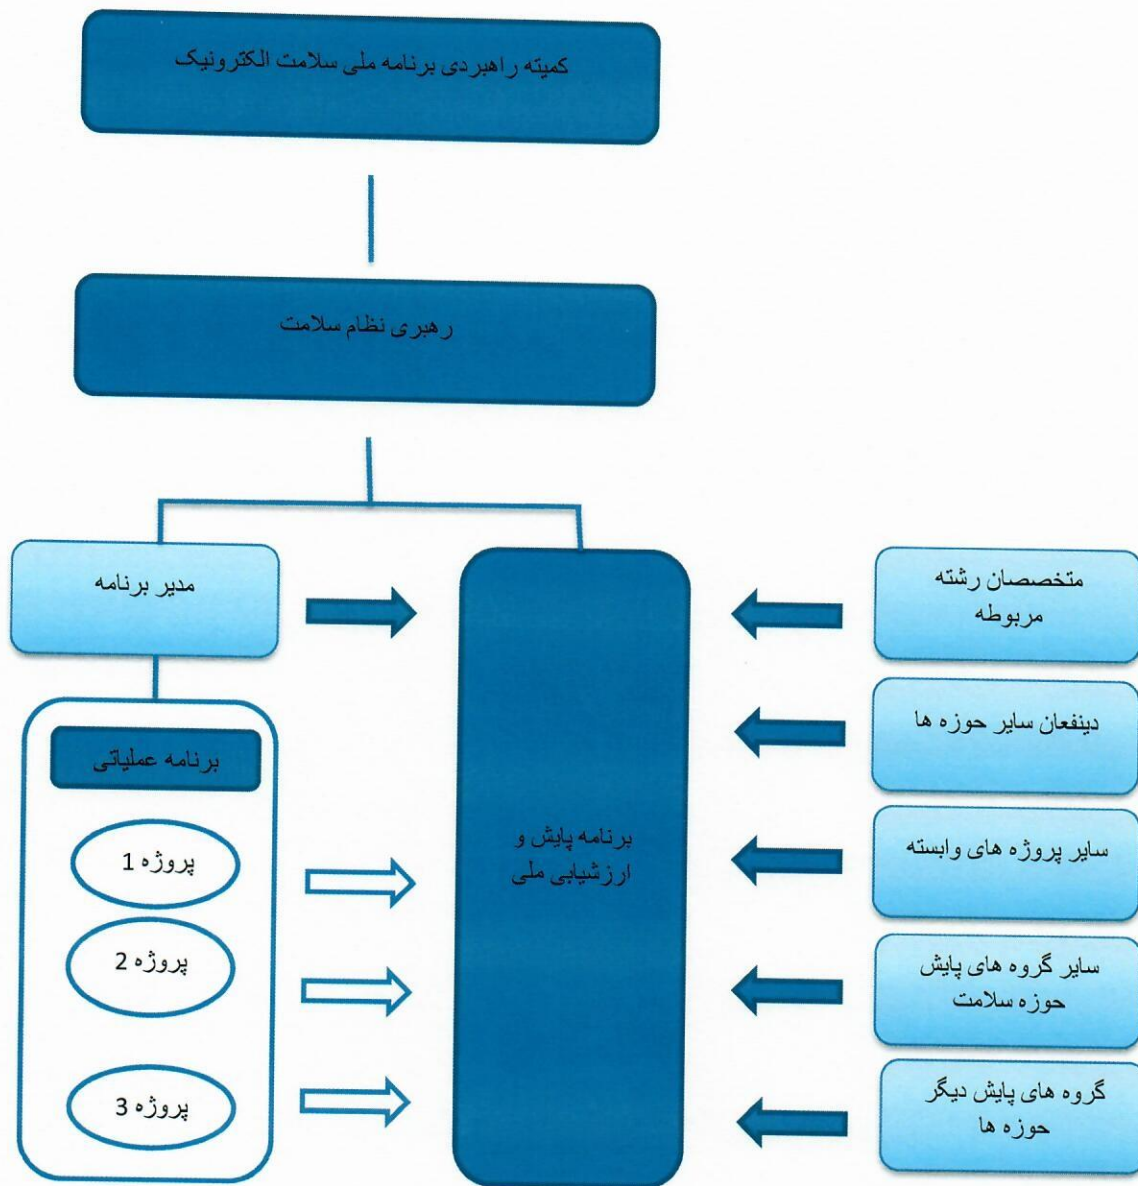 کمیته راهبردی برنامه ملی سلامت الکترونیک
رهبری نظام سلامت
مدیر برنامه
برنامه عملیاتی
پروژه 1
پروژه 2
پروژه 3
برنامه پایش و
ارزشیابی ملی
متخصصان رشته
مربوطه
دینفعان سایر حوزه ها
سایر پروژه های وابسته
سایر گروه های پایش
حوزه سلامت
گروه های پایش دیگر
حوزه ها